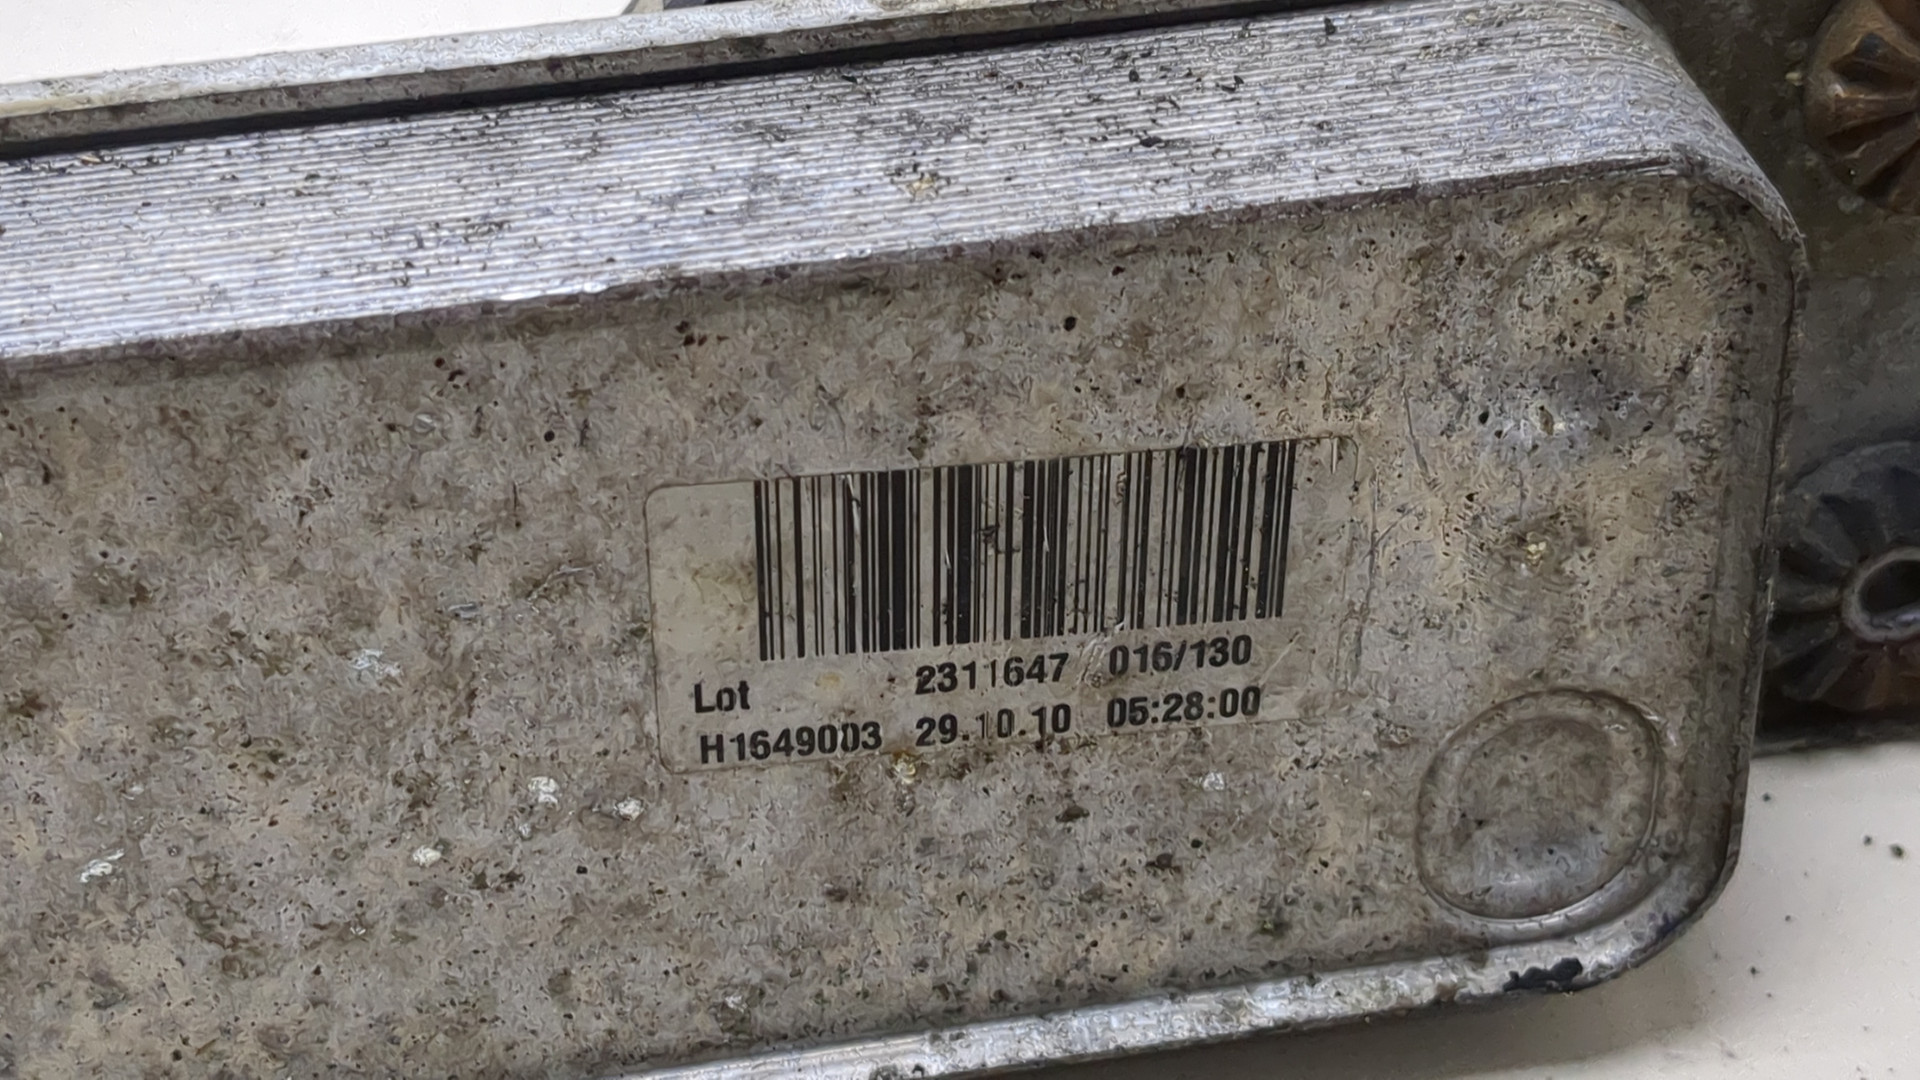 Lot 2311647 016/130
H1649003 29.10.10 05:28:00